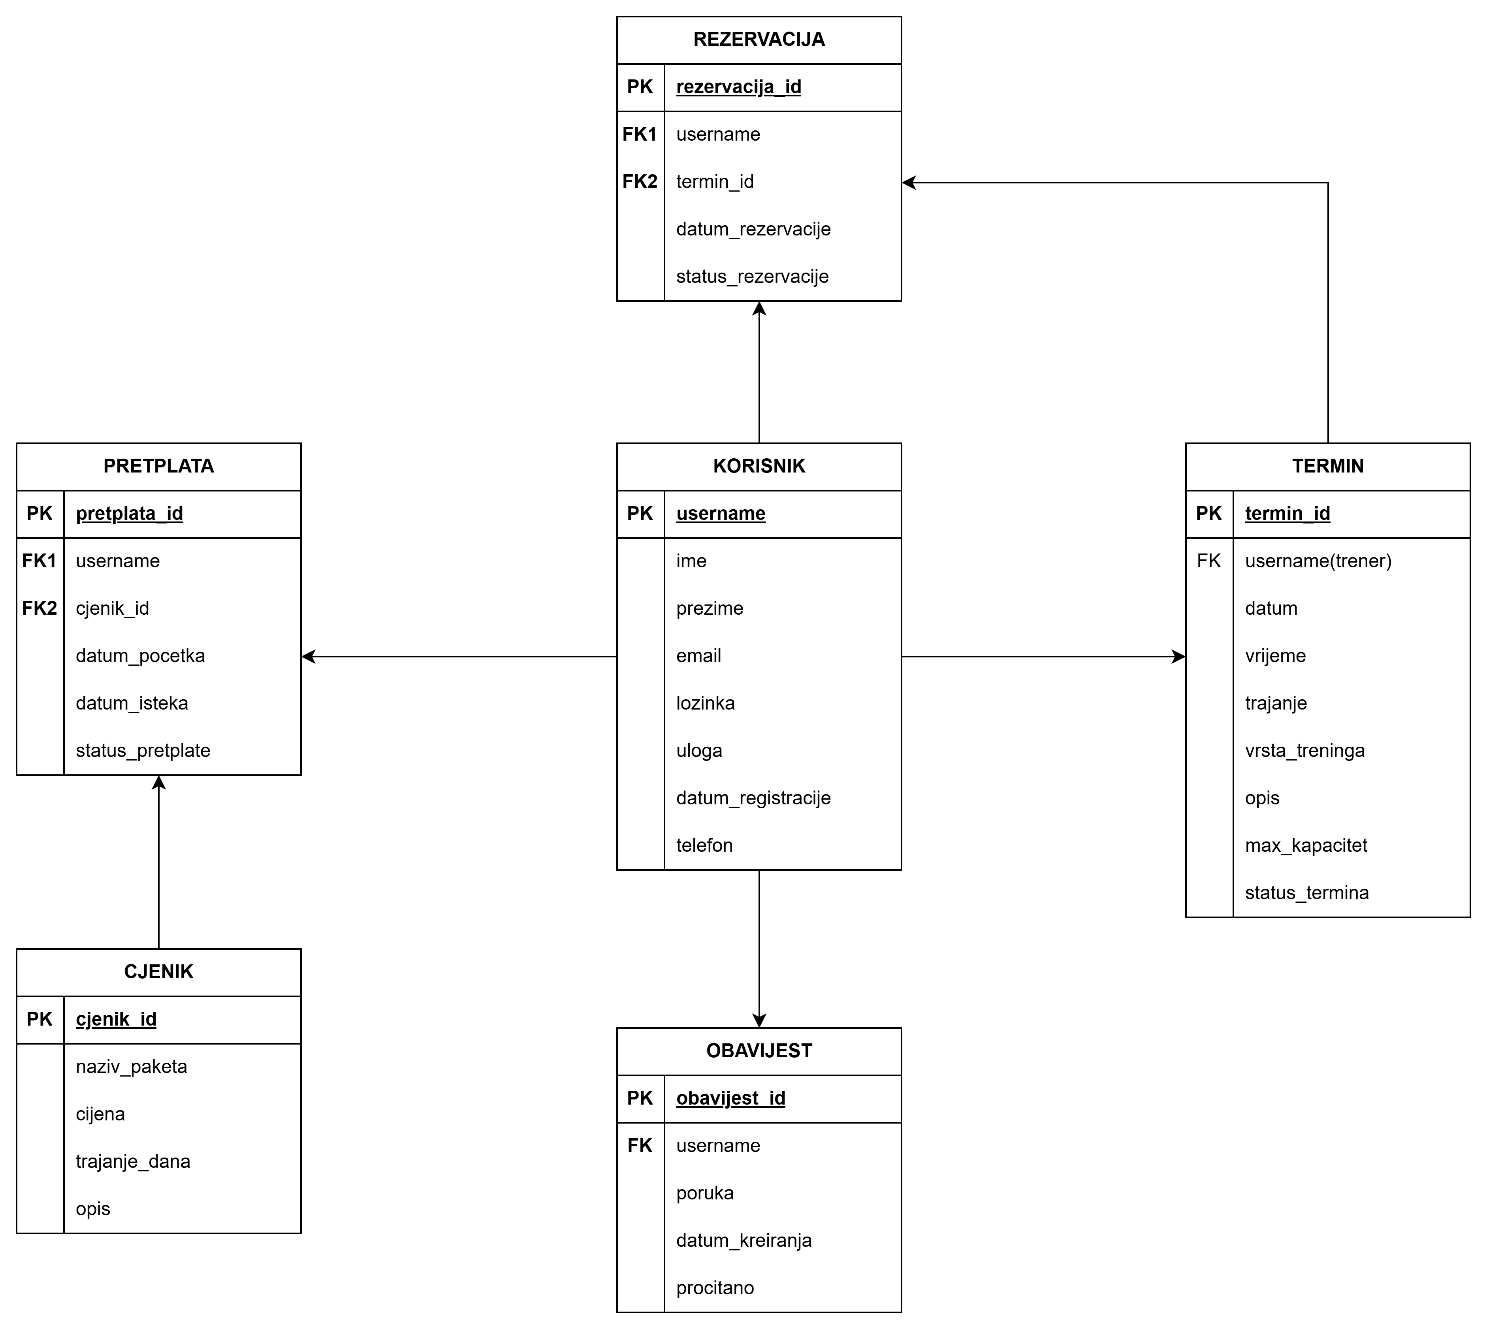 REZERVACIJA
PK rezervacija_id
FK1 username
FK2 termin_id
datum_rezervacije
status_rezervacije
PRETPLATA
PK pretplata_id
FK1 username
FK2 cjenik_id
datum_pocetka
datum_isteka
status_pretplate
KORISNIK
PK username
ime
prezime
email
lozinka
uloga
datum_registracije
telefon
TERMIN
PK termin_id
FK username(trener)
datum
vrijeme
trajanje
vrsta_treninga
opis
max_kapacitet
status_termina
CJENIK
PK cjenik_id
naziv_paketa
cijena
trajanje_dana
opis
OBAVIJEST
PK obavijest_id
FK username
poruka
datum_kreiranja
procitano